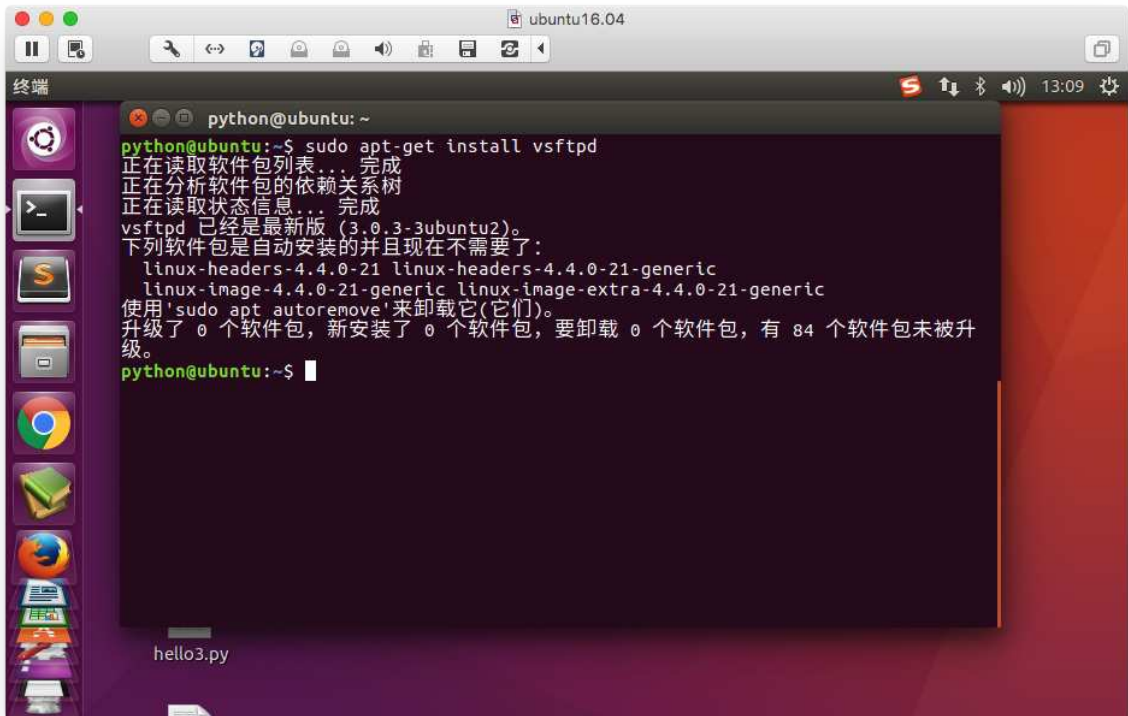 ubuntu16.04
终端
13:09
python@ubuntu: ~
python@ubuntu:~$ sudo apt-get install vsftpd
正在读取软件包列表... 完成
正在分析软件包的依赖关系树
正在读取状态信息... 完成
vsftpd 已经是最新版 (3.0.3-3ubuntu2)。
下列软件包是自动安装的并且现在不需要了：
  linux-headers-4.4.0-21 linux-headers-4.4.0-21-generic
  linux-image-4.4.0-21-generic linux-image-extra-4.4.0-21-generic
使用'sudo apt autoremove'来卸载它(它们)。
升级了 0 个软件包，新安装了 0 个软件包，要卸载 0 个软件包，有 84 个软件包未被升
级。
python@ubuntu:~$
hello3.py